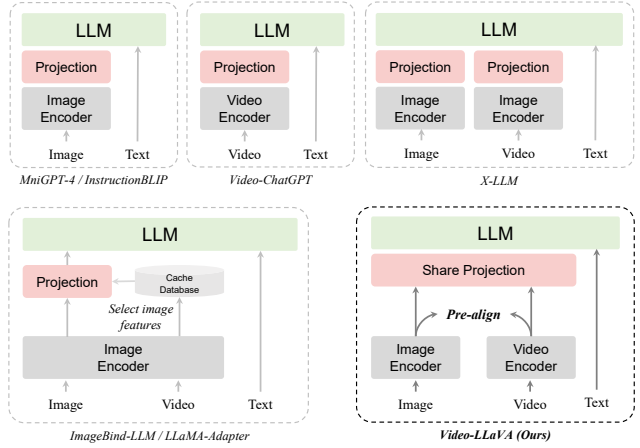 LLM
Projection
Image
Encoder
Image
Text
MniGPT-4 / InstructionBLIP
LLM
Projection
Video
Encoder
Video
Text
Video-ChatGPT
LLM
Projection
Projection
Image
Encoder
Image
Encoder
Image
Video
Text
X-LLM
LLM
Projection
Cache
Database
Select image
features
Image
Encoder
Image
Video
Text
ImageBind-LLM / LLaMA-Adapter
LLM
Share Projection
Pre-align
Image
Encoder
Video
Encoder
Image
Video
Text
Video-LLaVA (Ours)